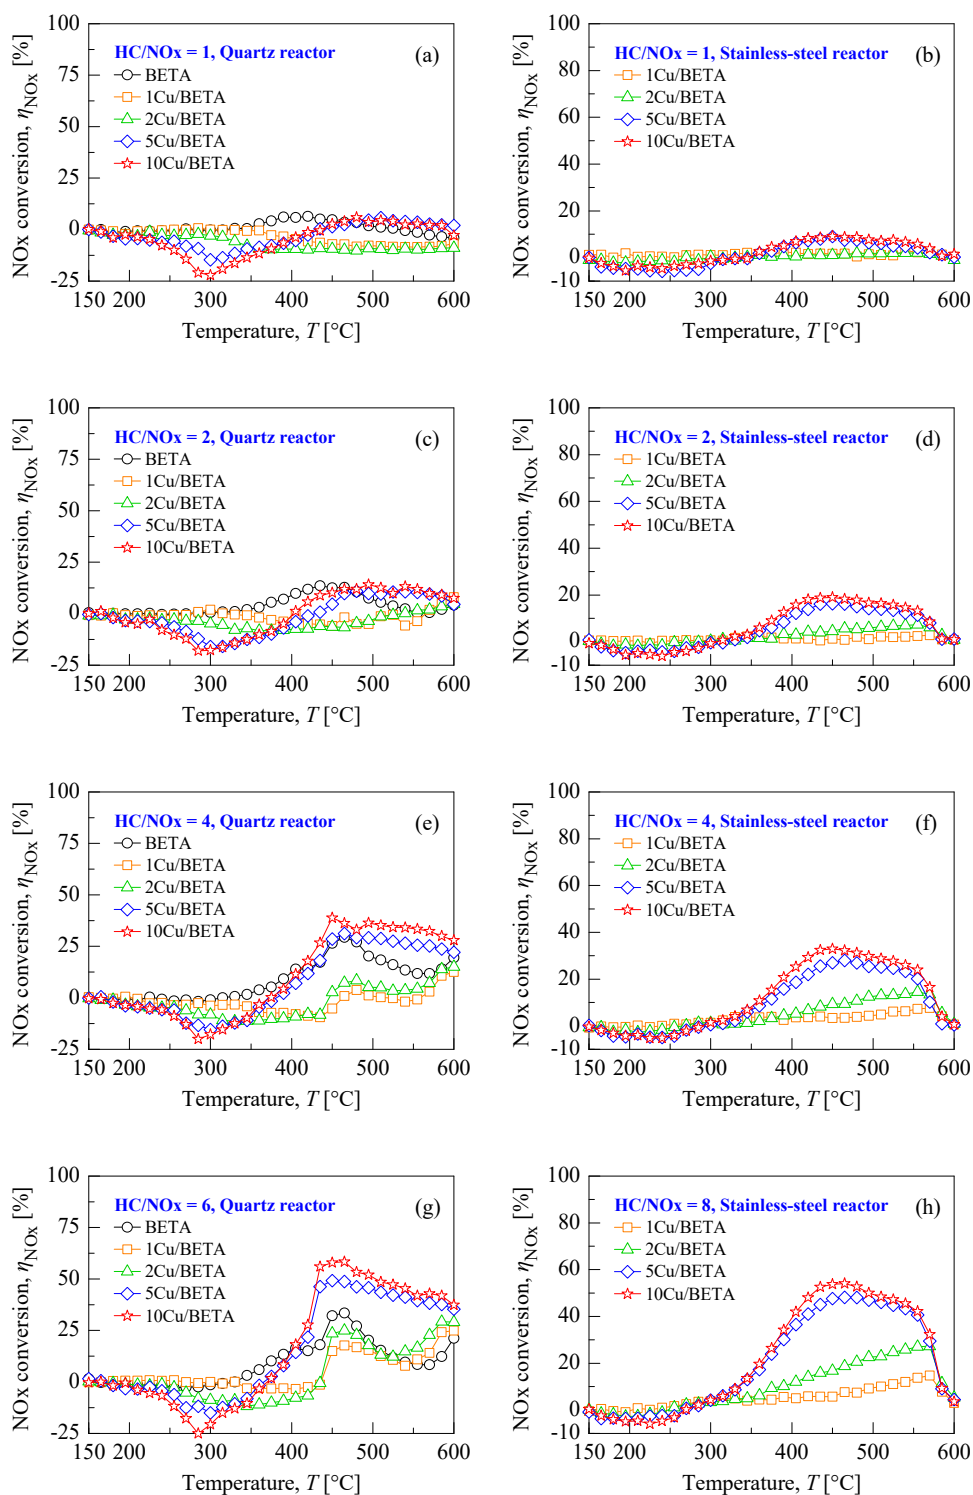 HC/NOx = 1, Quartz reactor
(a)
BETA
1Cu/BETA
2Cu/BETA
5Cu/BETA
10Cu/BETA
NOx conversion, ηNOx [%]
100
75
50
25
0
-25
150 200 300 400 500 600
Temperature, T [°C]
HC/NOx = 1, Stainless-steel reactor
(b)
1Cu/BETA
2Cu/BETA
5Cu/BETA
10Cu/BETA
NOx conversion, ηNOx [%]
100
80
60
40
20
0
-10
150 200 300 400 500 600
Temperature, T [°C]
HC/NOx = 2, Quartz reactor
(c)
BETA
1Cu/BETA
2Cu/BETA
5Cu/BETA
10Cu/BETA
NOx conversion, ηNOx [%]
100
75
50
25
0
-25
150 200 300 400 500 600
Temperature, T [°C]
HC/NOx = 2, Stainless-steel reactor
(d)
1Cu/BETA
2Cu/BETA
5Cu/BETA
10Cu/BETA
NOx conversion, ηNOx [%]
100
80
60
40
20
0
-10
150 200 300 400 500 600
Temperature, T [°C]
HC/NOx = 4, Quartz reactor
(e)
BETA
1Cu/BETA
2Cu/BETA
5Cu/BETA
10Cu/BETA
NOx conversion, ηNOx [%]
100
75
50
25
0
-25
150 200 300 400 500 600
Temperature, T [°C]
HC/NOx = 4, Stainless-steel reactor
(f)
1Cu/BETA
2Cu/BETA
5Cu/BETA
10Cu/BETA
NOx conversion, ηNOx [%]
100
80
60
40
20
0
-10
150 200 300 400 500 600
Temperature, T [°C]
HC/NOx = 6, Quartz reactor
(g)
BETA
1Cu/BETA
2Cu/BETA
5Cu/BETA
10Cu/BETA
NOx conversion, ηNOx [%]
100
75
50
25
0
-25
150 200 300 400 500 600
Temperature, T [°C]
HC/NOx = 8, Stainless-steel reactor
(h)
1Cu/BETA
2Cu/BETA
5Cu/BETA
10Cu/BETA
NOx conversion, ηNOx [%]
100
80
60
40
20
0
-10
150 200 300 400 500 600
Temperature, T [°C]